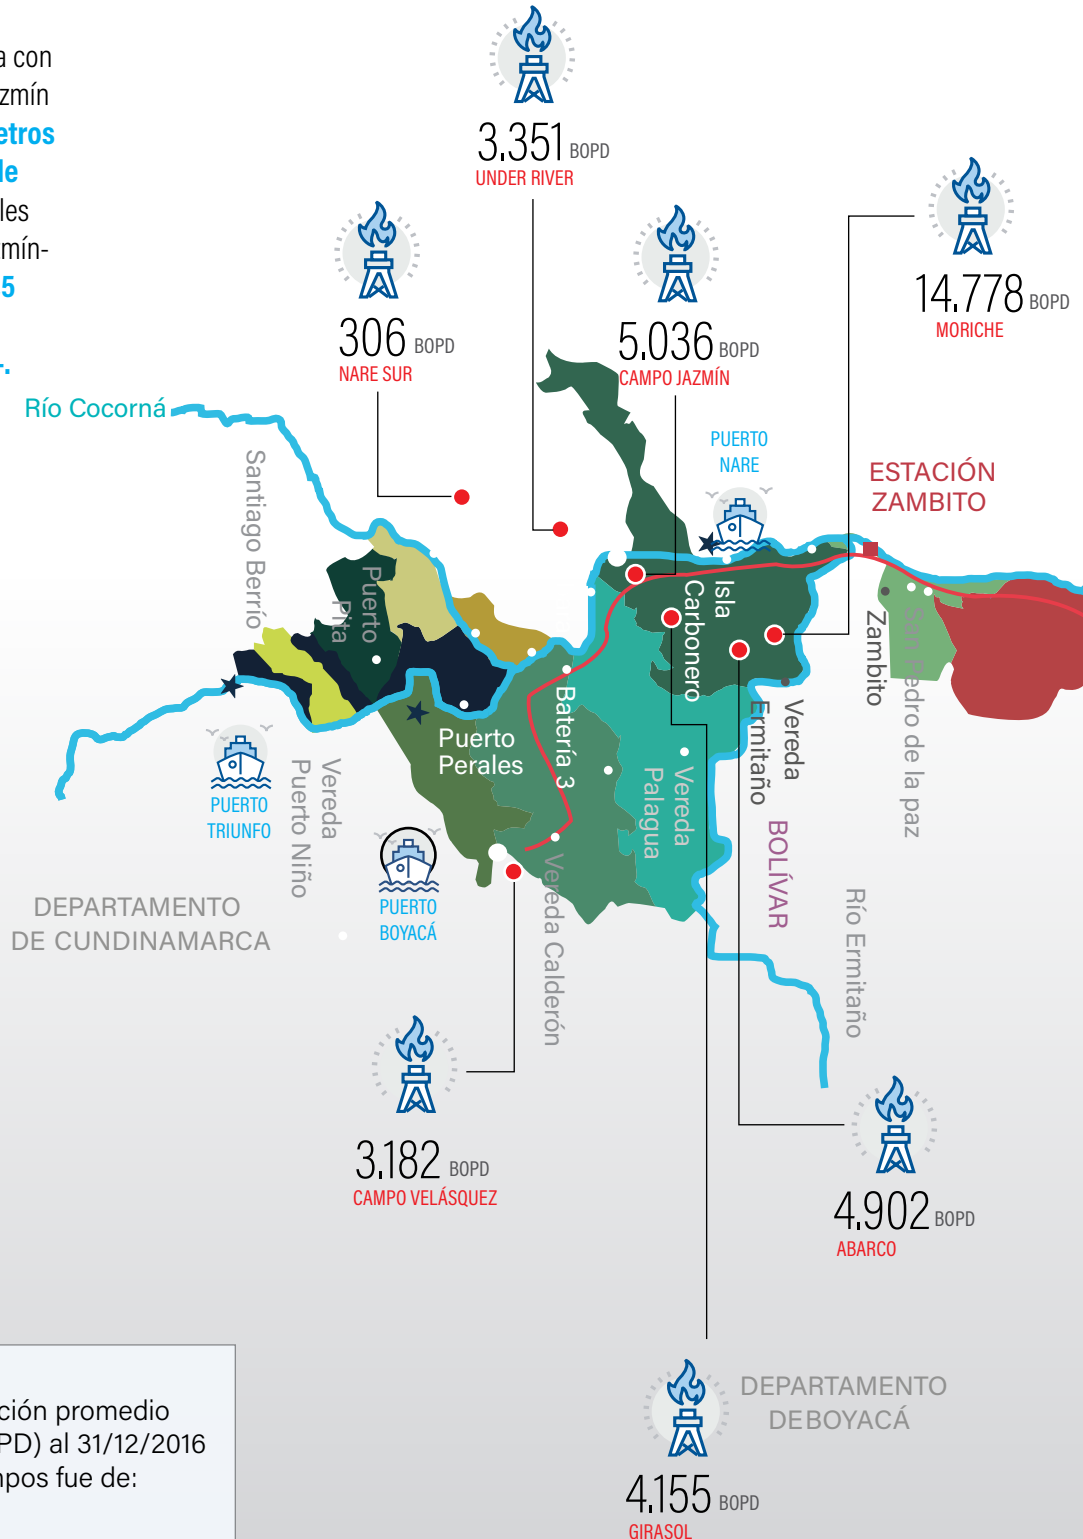 a con
zmín
etros
le
les
zmín-
5
.
3.351 BOPD
UNDER RIVER
306 BOPD
NARE SUR
5.036 BOPD
CAMPO JAZMÍN
14.778 BOPD
MORICHE
Río Cocorná
PUERTO
NARE
ESTACIÓN
ZAMBITO
Santiago Berrío
Puerto
Pita
Isla
Carbonero
Zambito
San Pedro de la paz
Batería 3
Puerto
Perales
Vereda
Ermitaño
Vereda
Palagua
PUERTO
TRIUNFO
Vereda
Puerto Niño
BOLÍVAR
PUERTO
BOYACÁ
Vereda Calderón
Río Ermitaño
DEPARTAMENTO
DE CUNDINAMARCA
3.182 BOPD
CAMPO VELÁSQUEZ
4.902 BOPD
ABARCO
DEPARTAMENTO
DEBOYACÁ
4.155 BOPD
GIRASOL
ción promedio
PD) al 31/12/2016
mpos fue de: